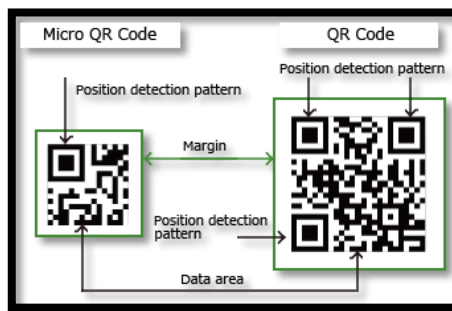 Micro QR Code
QR Code
Position detection pattern
Position detection pattern
Margin
Position detection
pattern
Data area